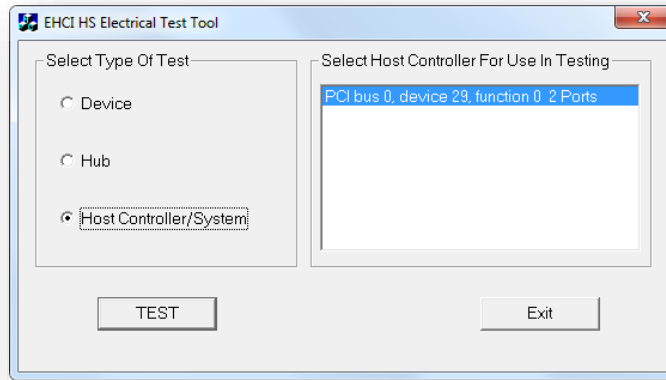 EHCI HS Electrical Test Tool
Select Type Of Test
Device
Hub
Host Controller/System
Select Host Controller For Use In Testing
PCI bus 0, device 29, function 0  2 Ports
TEST
Exit